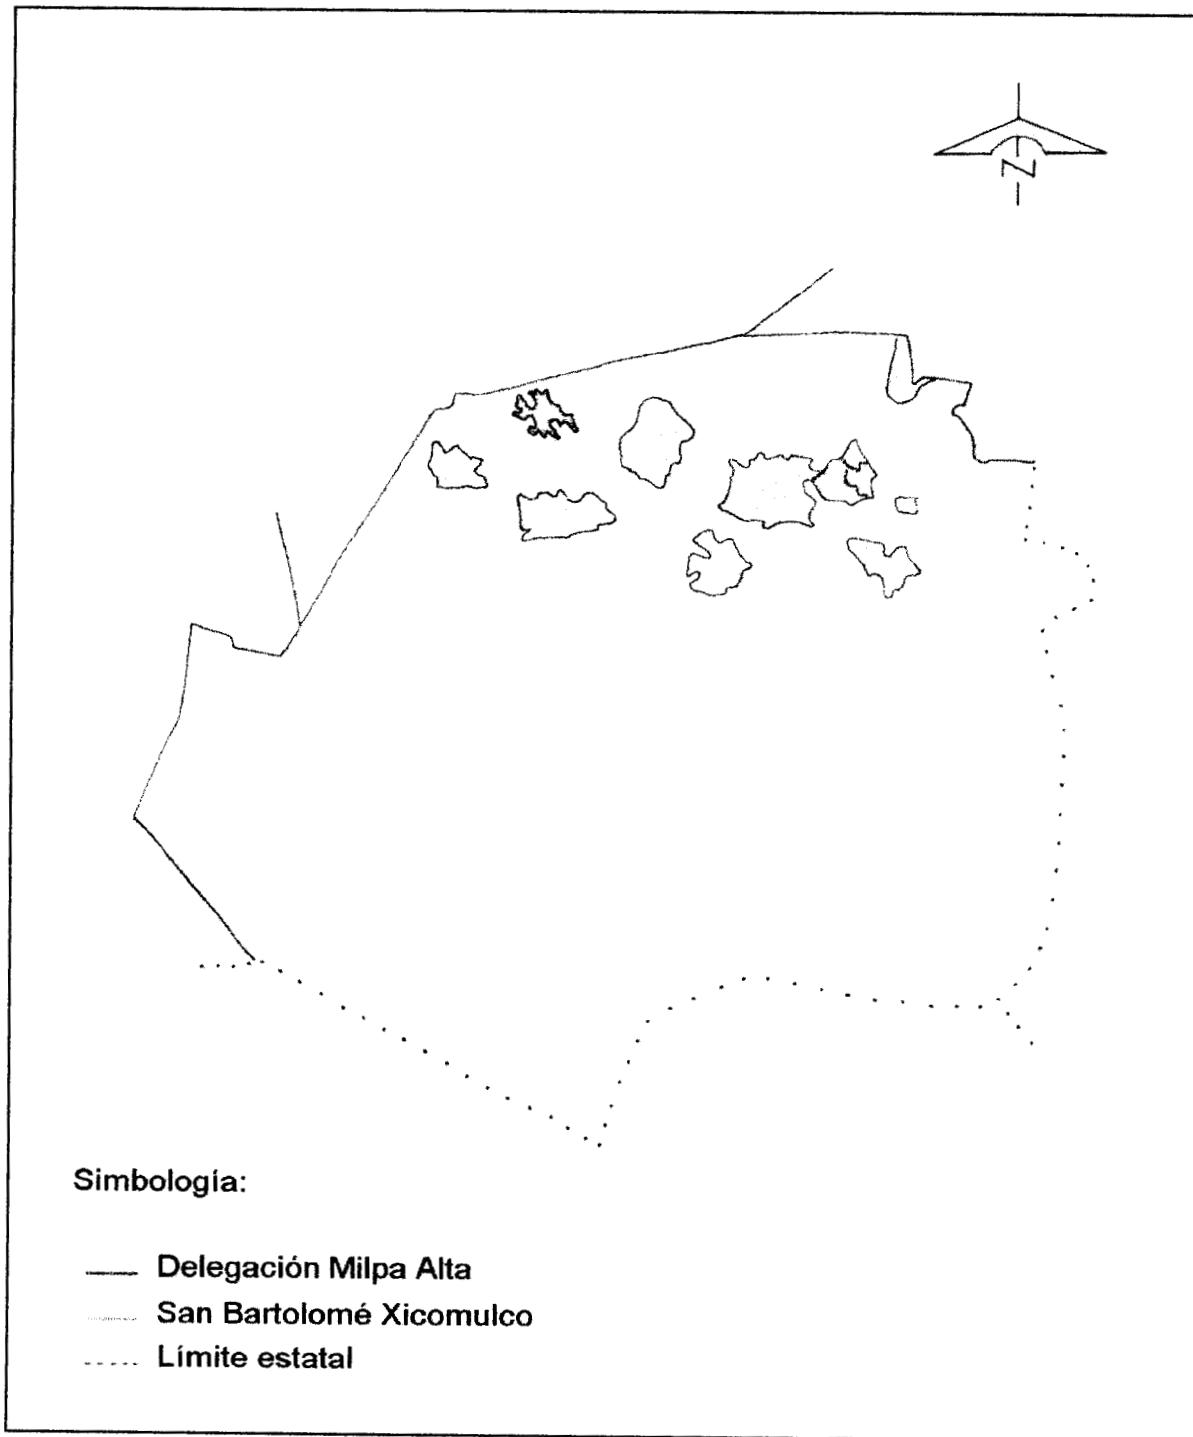 N
Simbología:
Delegación Milpa Alta
San Bartolomé Xicomulco
Límite estatal